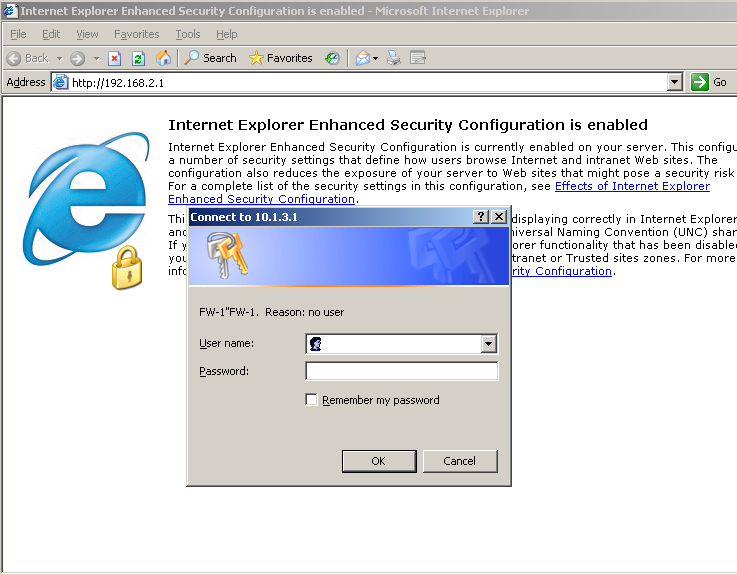 Internet Explorer Enhanced Security Configuration is enabled - Microsoft Internet Explorer
File Edit View Favorites Tools Help
Back Search Favorites
Address http://192.168.2.1 Go
Internet Explorer Enhanced Security Configuration is enabled
Internet Explorer Enhanced Security Configuration is currently enabled on your server. This configu
a number of security settings that define how users browse Internet and intranet Web sites. The
configuration also reduces the exposure of your server to Web sites that might pose a security risk
For a complete list of the security settings in this configuration, see Effects of Internet Explorer
Enhanced Security Configuration.
Thi displaying correctly in Internet Explorer
and niversal Naming Convention (UNC) shar
If y orer functionality that has been disable
you tranet or Trusted sites zones. For more
info rity Configuration.
Connect to 10.1.3.1
FW-1"FW-1. Reason: no user
User name:
Password:
Remember my password
OK Cancel